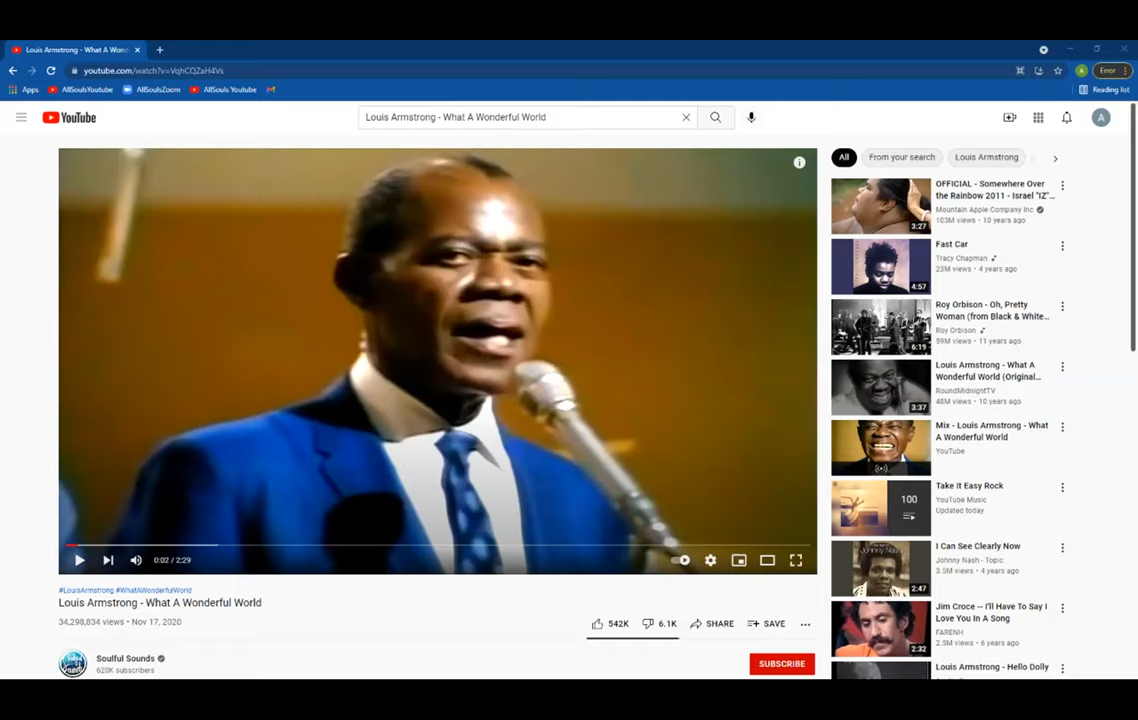 Louis Armstrong - What A Wond
youtube.com/watch?v=VqhCQZaH4Vs
Error
Apps
AllSoulsYoutube
AllSoulsZoom
AllSouls Youtube
Reading list
YouTube
Louis Armstrong - What A Wonderful World
A
All
From your search
Louis Armstrong
OFFICIAL - Somewhere Over
the Rainbow 2011 - Israel "IZ"...
Mountain Apple Company Inc
103M views • 10 years ago
3:27
Fast Car
Tracy Chapman
23M views • 4 years ago
4:57
Roy Orbison - Oh, Pretty
Woman (from Black & White...
Roy Orbison
59M views • 11 years ago
6:19
Louis Armstrong - What A
Wonderful World (Original...
RoundMidnightTV
48M views • 10 years ago
3:37
Mix - Louis Armstrong - What
A Wonderful World
YouTube
Take It Easy Rock
YouTube Music
Updated today
100
I Can See Clearly Now
Johnny Nash - Topic
3.5M views • 4 years ago
2:47
Jim Croce -- I'll Have To Say I
Love You In A Song
FARENH
2.5M views • 6 years ago
2:32
Louis Armstrong - Hello Dolly
0:02 / 2:29
#LouisArmstrong #WhatAWonderfulWorld
Louis Armstrong - What A Wonderful World
34,298,834 views • Nov 17, 2020
542K
6.1K
SHARE
SAVE
Soulful Sounds
620K subscribers
SUBSCRIBE